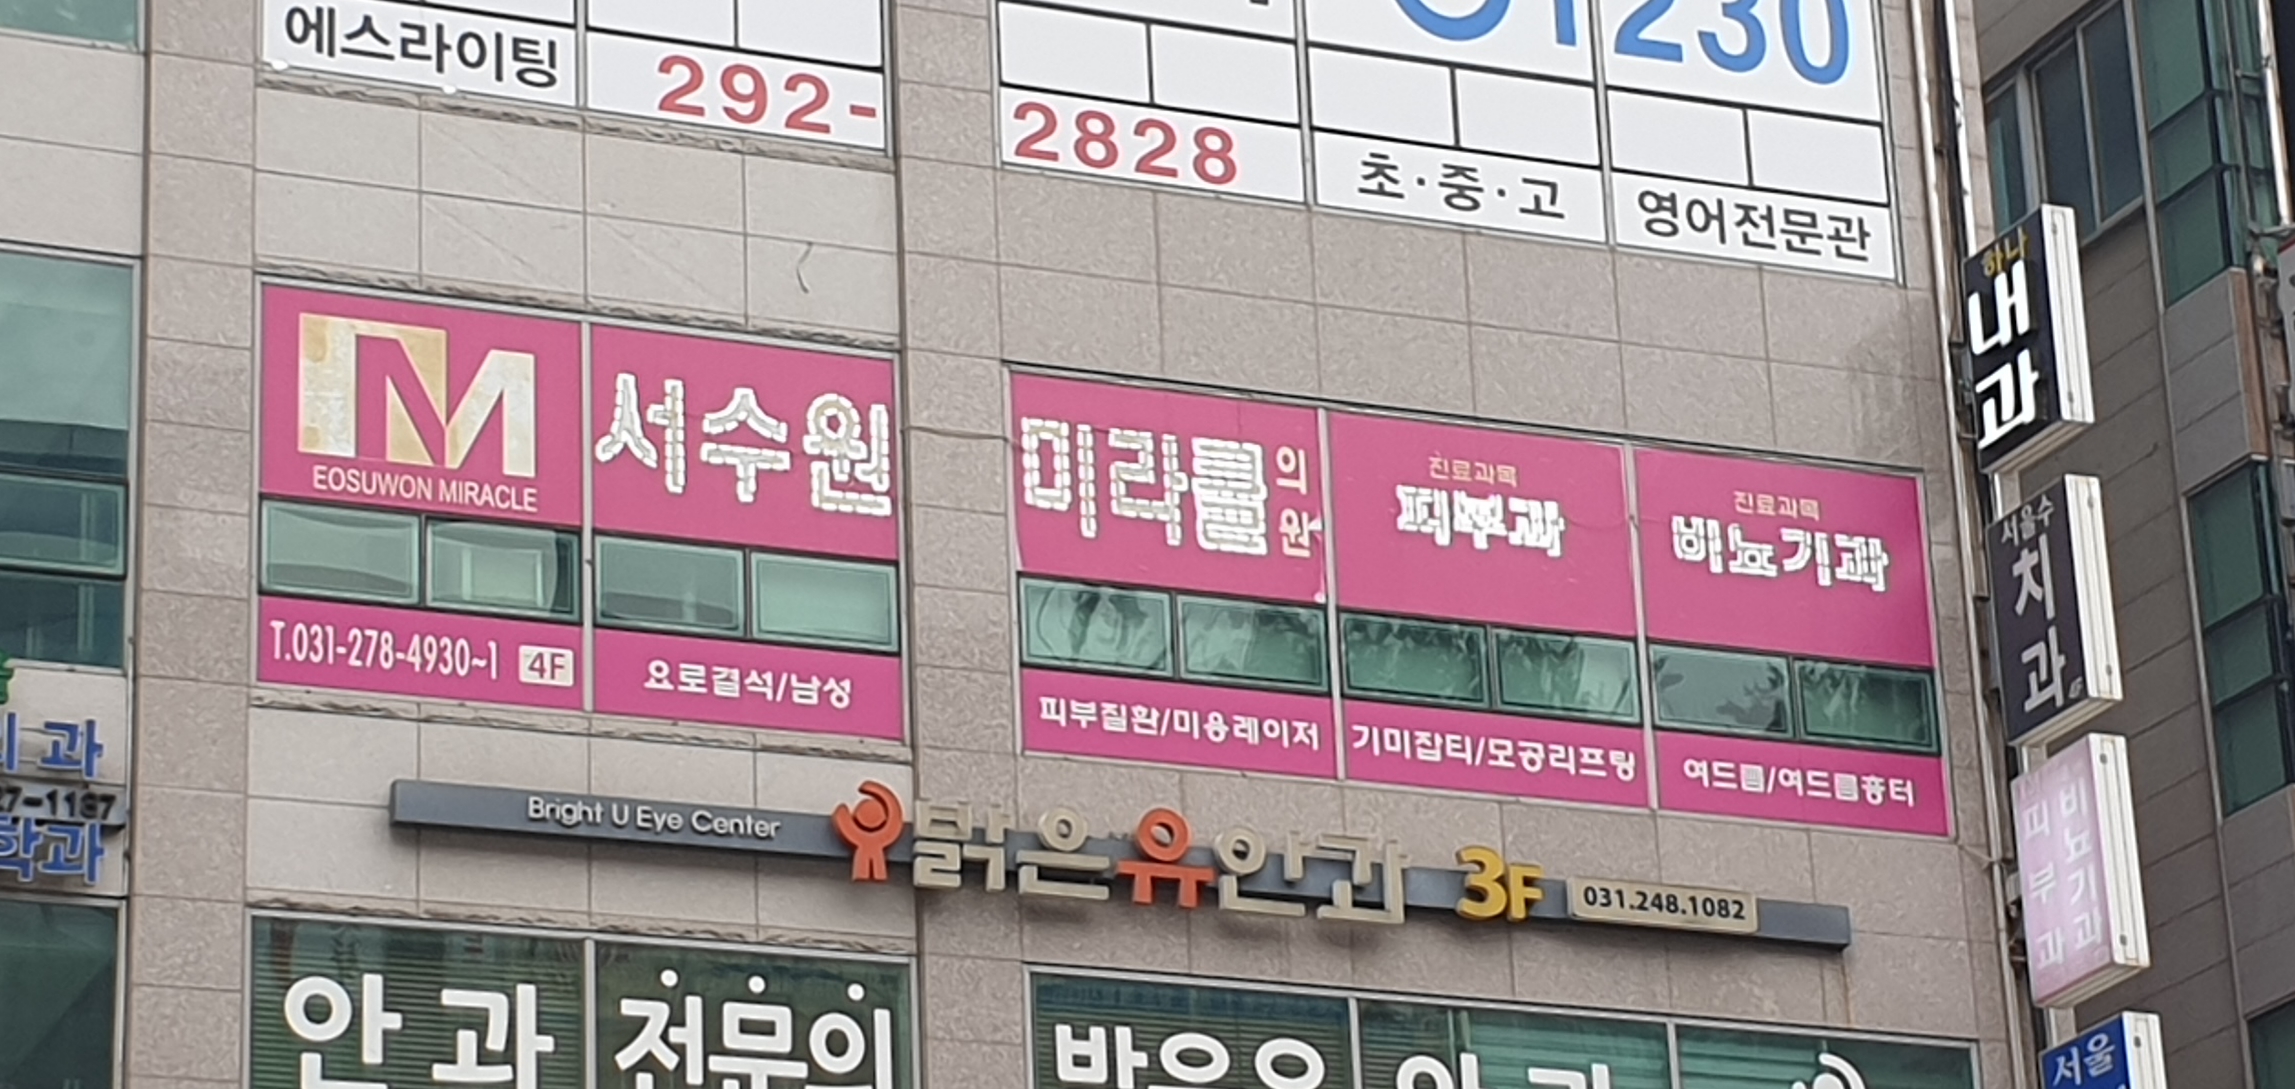 1230
에스라이팅 292-2828 초·중·고 영어전문관
EOSUWON MIRACLE
서수원 미라클 의원
진료과목 피부과
진료과목 비뇨기과
T.031-278-4930~1 4F
요로결석/남성
피부질환/미용레이저
기미잡티/모공리프팅
여드름/여드름흉터
Bright U Eye Center 밝은유안과 3F 031.248.1082
안과 전문의
하나
내과
서울수
치과
피부과
비뇨기과
서울